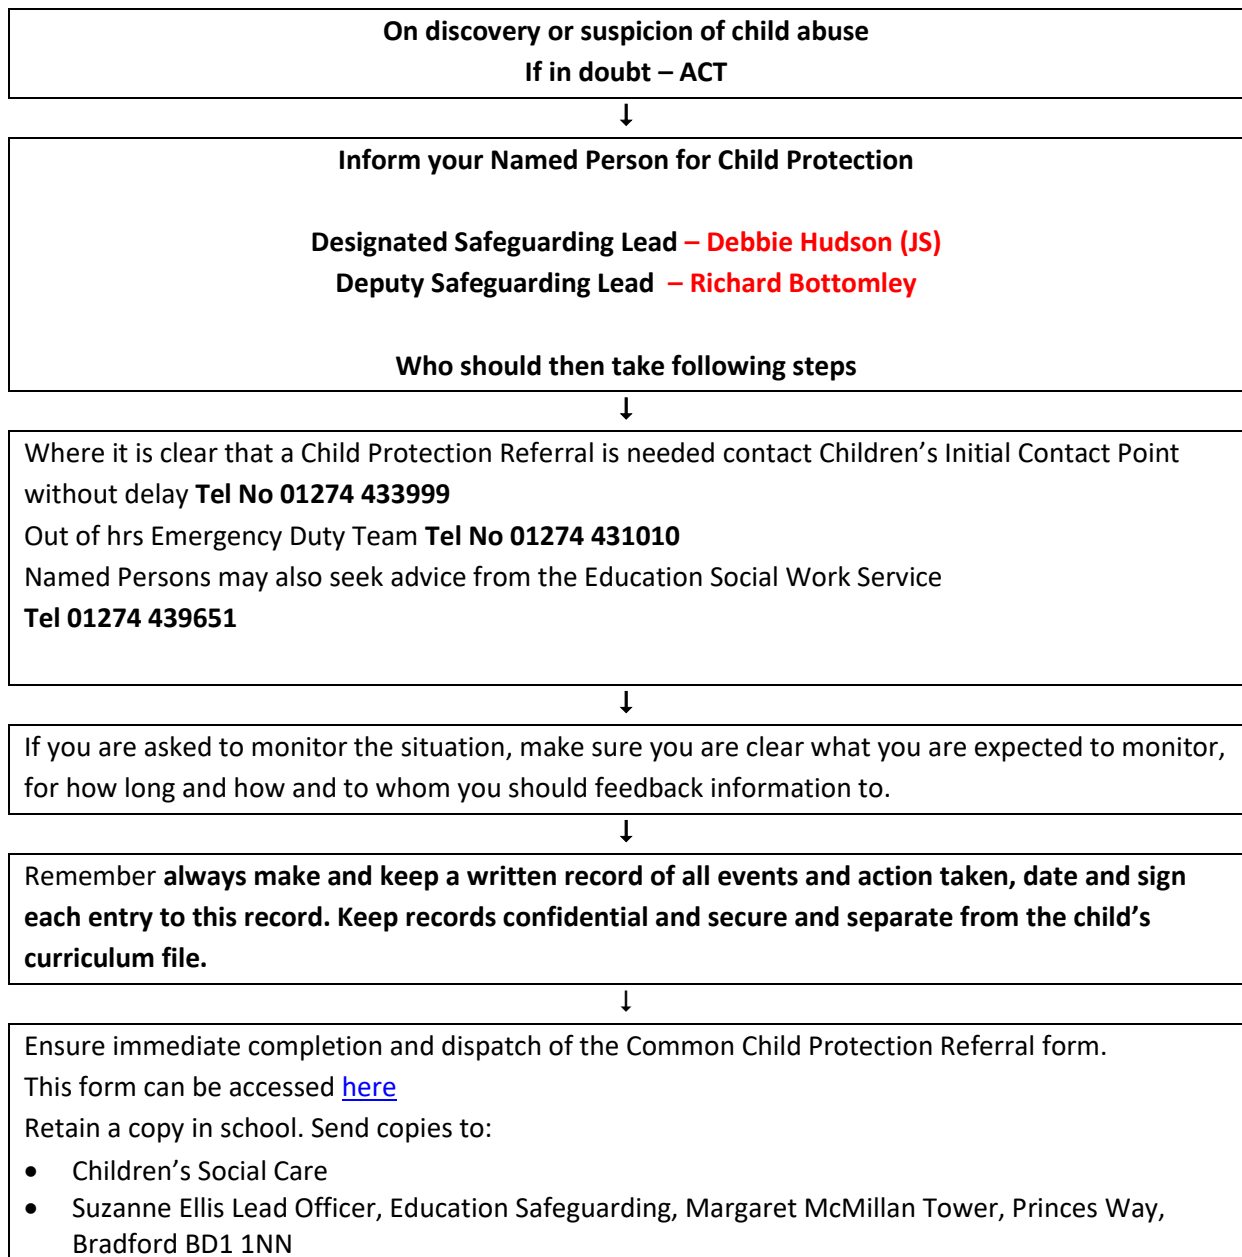 On discovery or suspicion of child abuse
If in doubt – ACT
↓
Inform your Named Person for Child Protection
Designated Safeguarding Lead – Debbie Hudson (JS)
Deputy Safeguarding Lead – Richard Bottomley
Who should then take following steps
↓
Where it is clear that a Child Protection Referral is needed contact Children’s Initial Contact Point
without delay Tel No 01274 433999
Out of hrs Emergency Duty Team Tel No 01274 431010
Named Persons may also seek advice from the Education Social Work Service
Tel 01274 439651
↓
If you are asked to monitor the situation, make sure you are clear what you are expected to monitor,
for how long and how and to whom you should feedback information to.
↓
Remember always make and keep a written record of all events and action taken, date and sign
each entry to this record. Keep records confidential and secure and separate from the child’s
curriculum file.
↓
Ensure immediate completion and dispatch of the Common Child Protection Referral form.
This form can be accessed here
Retain a copy in school. Send copies to:
• Children’s Social Care
• Suzanne Ellis Lead Officer, Education Safeguarding, Margaret McMillan Tower, Princes Way,
Bradford BD1 1NN